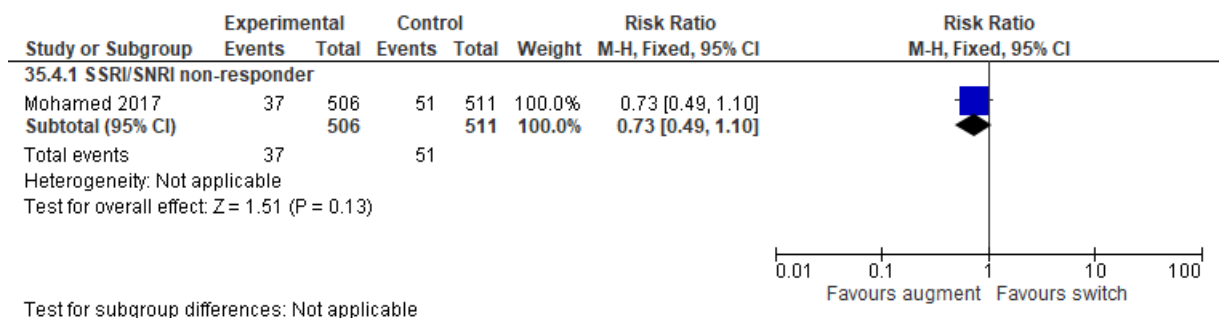 Experimental Control Risk Ratio Risk Ratio
Study or Subgroup Events Total Events Total Weight M-H, Fixed, 95% CI M-H, Fixed, 95% CI
35.4.1 SSRI/SNRI non-responder
Mohamed 2017 37 506 51 511 100.0% 0.73 [0.49, 1.10]
Subtotal (95% CI) 506 511 100.0% 0.73 [0.49, 1.10]
Total events 37 51
Heterogeneity: Not applicable
Test for overall effect: Z = 1.51 (P = 0.13)
0.01 0.1 1 10 100
Favours augment Favours switch
Test for subgroup differences: Not applicable